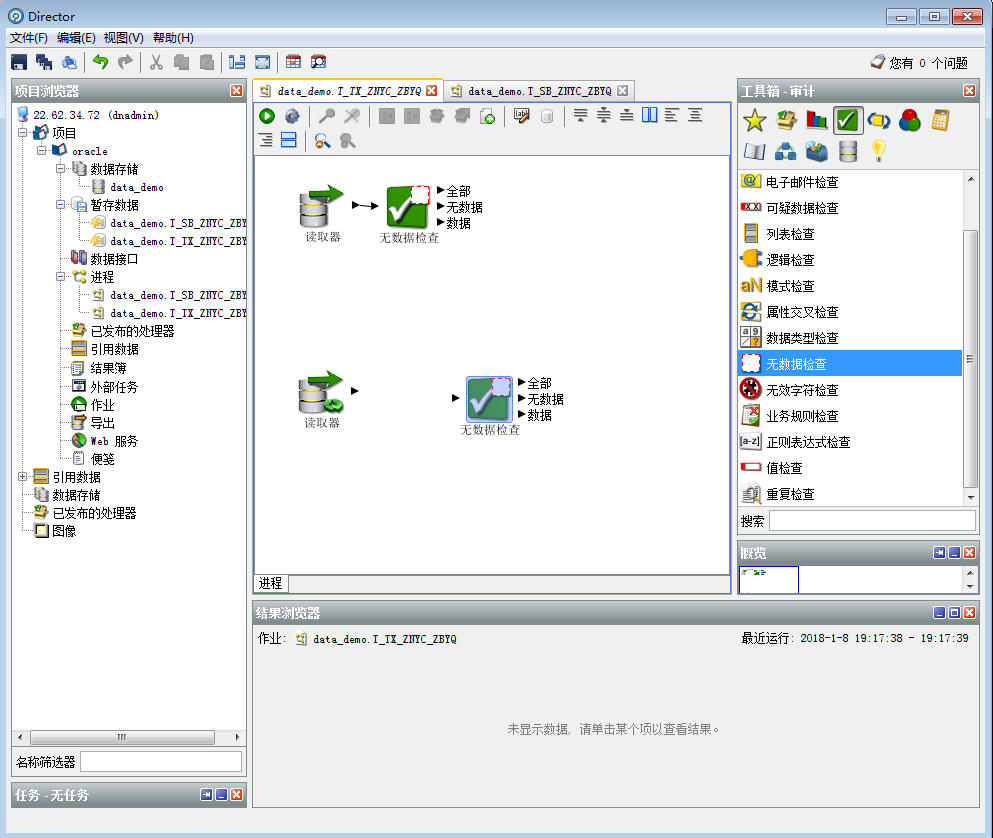 Director
文件(F) 编辑(E) 视图(V) 帮助(H)
您有 0 个问题
项目浏览器
22.62.34.72 (dnadmin)
项目
oracle
数据存储
data_demo
暂存数据
data_demo.T_SB_ZNYC_ZBY
data_demo.T_TX_ZNYC_ZBY
数据接口
进程
data_demo.T_SB_ZNYC_ZBY
data_demo.T_TX_ZNYC_ZBY
已发布的处理器
引用数据
结果簿
外部任务
作业
导出
Web 服务
便笺
引用数据
数据存储
已发布的处理器
图像
名称筛选器
任务 - 无任务
data_demo.T_TX_ZNYC_ZBYQ
data_demo.T_SB_ZNYC_ZBYQ
读取器
无数据检查
全部
无数据
数据
读取器
无数据检查
全部
无数据
数据
进程
工具箱 - 审计
电子邮件检查
可疑数据检查
列表检查
逻辑检查
aN 模式检查
属性交叉检查
数据类型检查
无数据检查
无效字符检查
业务规则检查
[a-z] 正则表达式检查
值检查
重复检查
搜索
概览
结果浏览器
作业: data_demo.T_TX_ZNYC_ZBYQ
最近运行: 2018-1-8 19:17:38 - 19:17:39
未显示数据, 请单击某个项以查看结果。